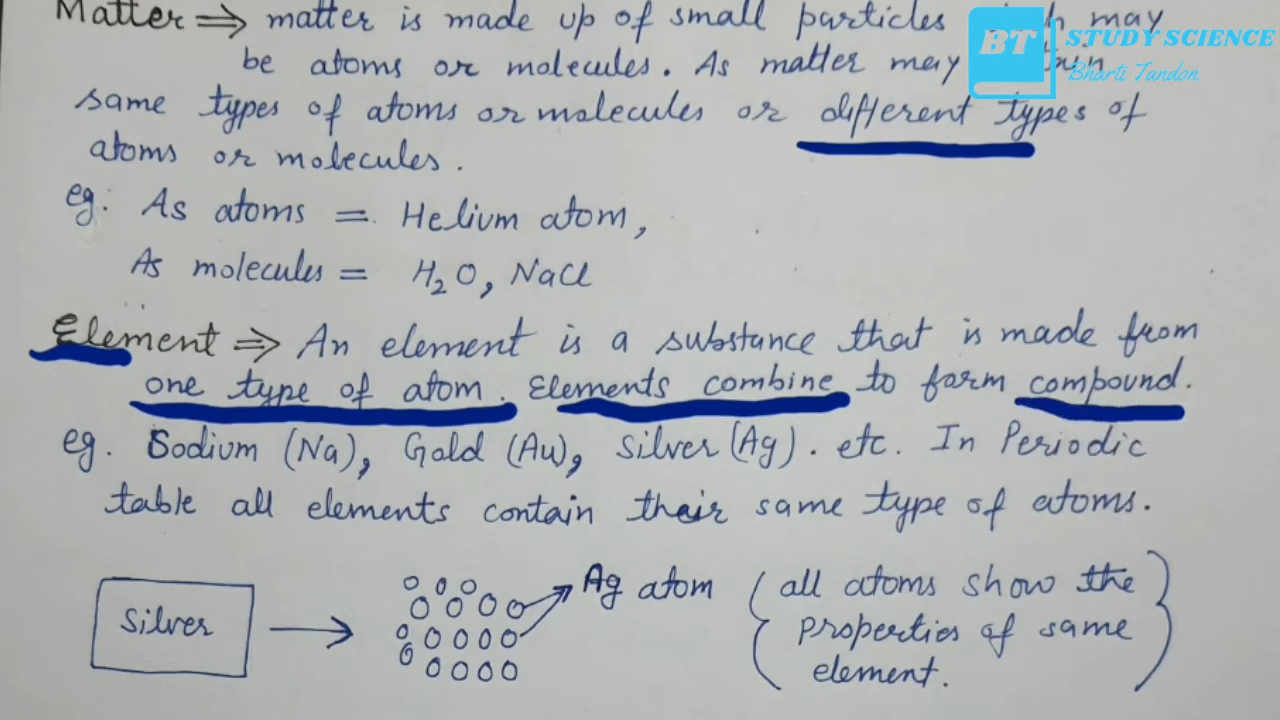 Matter ⇒ matter is made up of small particles may
be atoms or molecules. As matter may
same types of atoms or molecules or different types of
atoms or molecules.
eg: As atoms = Helium atom,
As molecules = H₂O, NaCl
Element ⇒ An element is a substance that is made from
one type of atom. Elements combine to form compound.
eg. Sodium (Na), Gold (Au), Silver (Ag). etc. In Periodic
table all elements contain their same type of atoms.
Silver → Ag atom (all atoms show the
properties of same
element.)
BT STUDY SCIENCE
Bharti Tandon